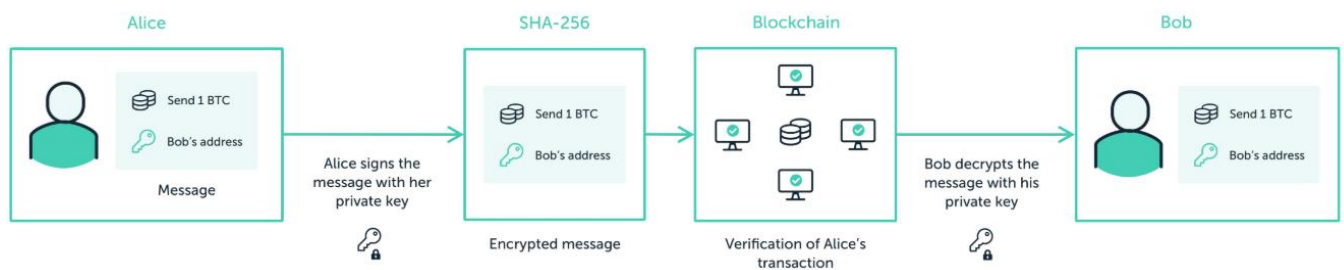 Alice
SHA-256
Blockchain
Bob
Send 1 BTC
Bob's address
Message
Alice signs the
message with her
private key
Send 1 BTC
Bob's address
Encrypted message
Verification of Alice's
transaction
Bob decrypts the
message with his
private key
Send 1 BTC
Bob's address